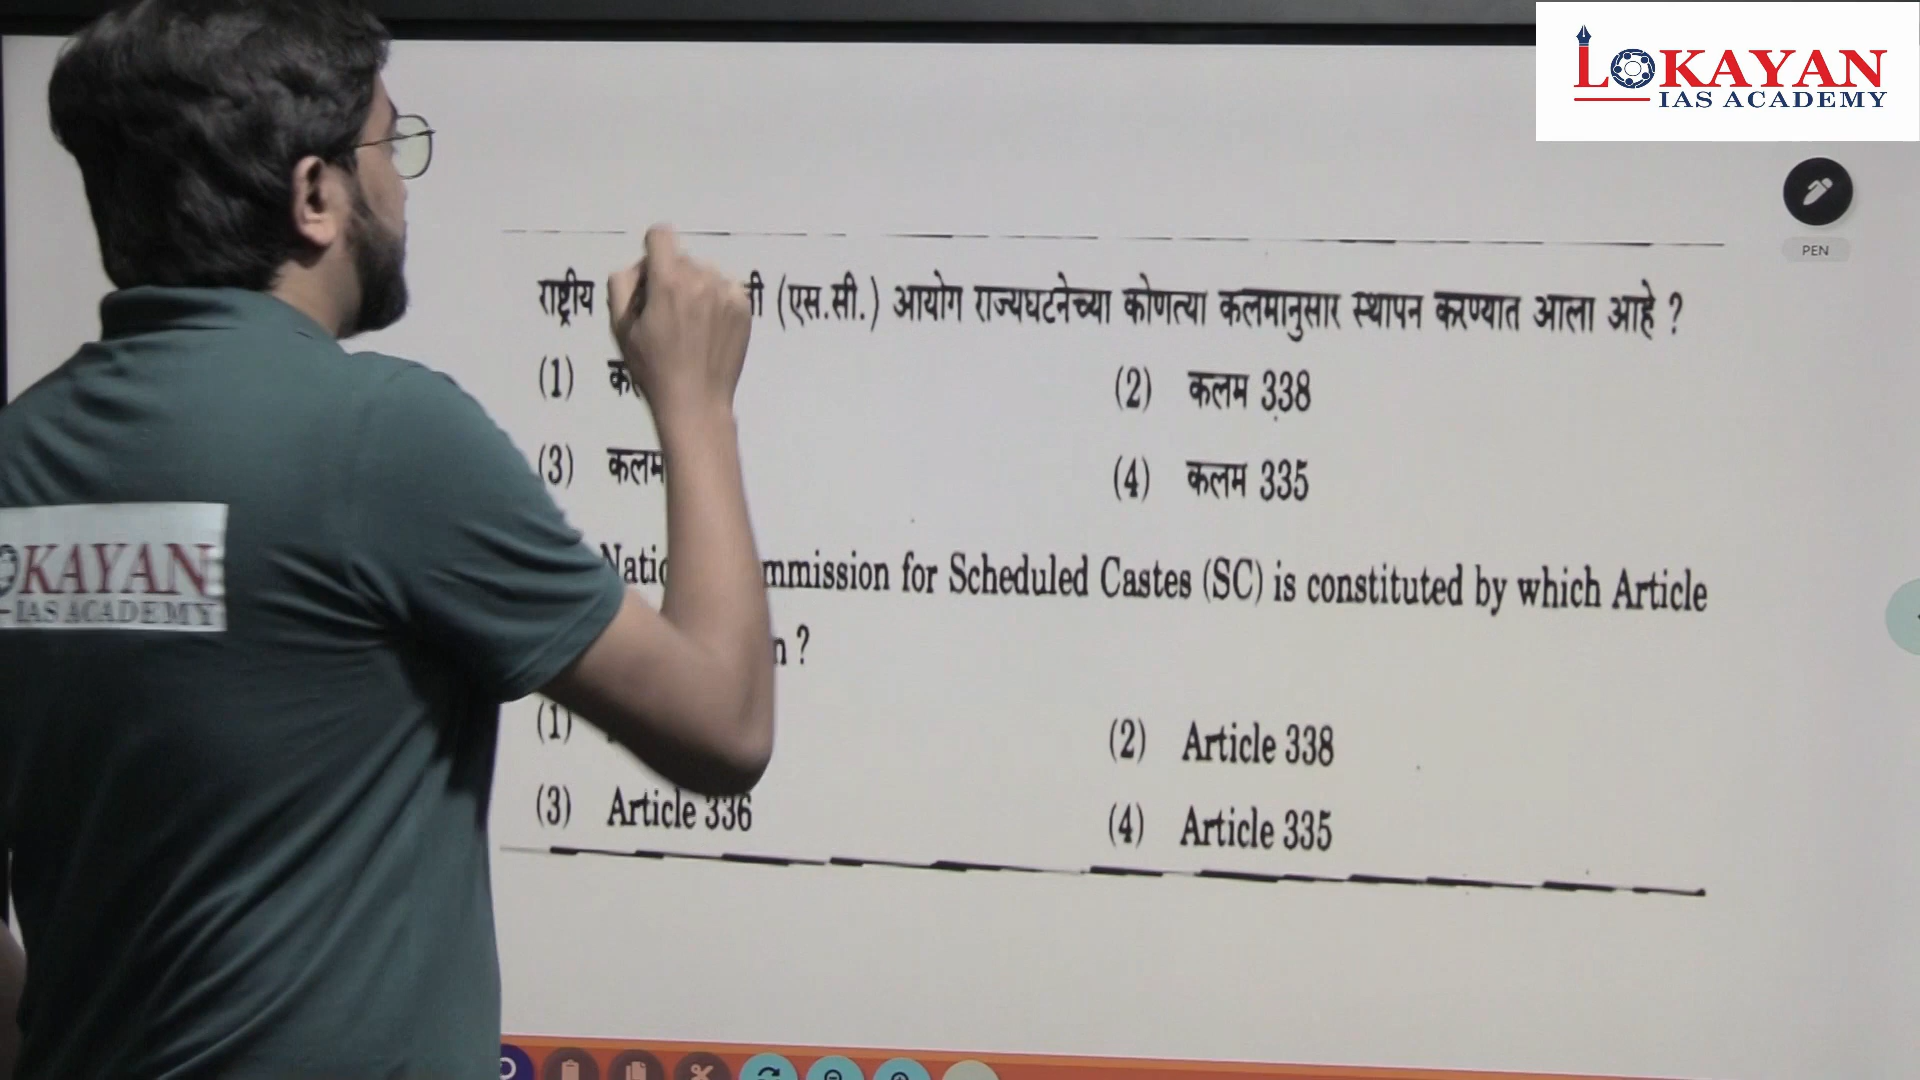 LOKAYAN
IAS ACADEMY
PEN
राष्ट्रीय (एस.सी.) आयोग राज्यघटनेच्या कोणत्या कलमानुसार स्थापन करण्यात आला आहे ?
(1) (2) कलम 338
(3) कलम (4) कलम 335
Commission for Scheduled Castes (SC) is constituted by which Article
?
(1) (2) Article 338
(3) Article 336 (4) Article 335
KAYAN
IAS ACADEMY